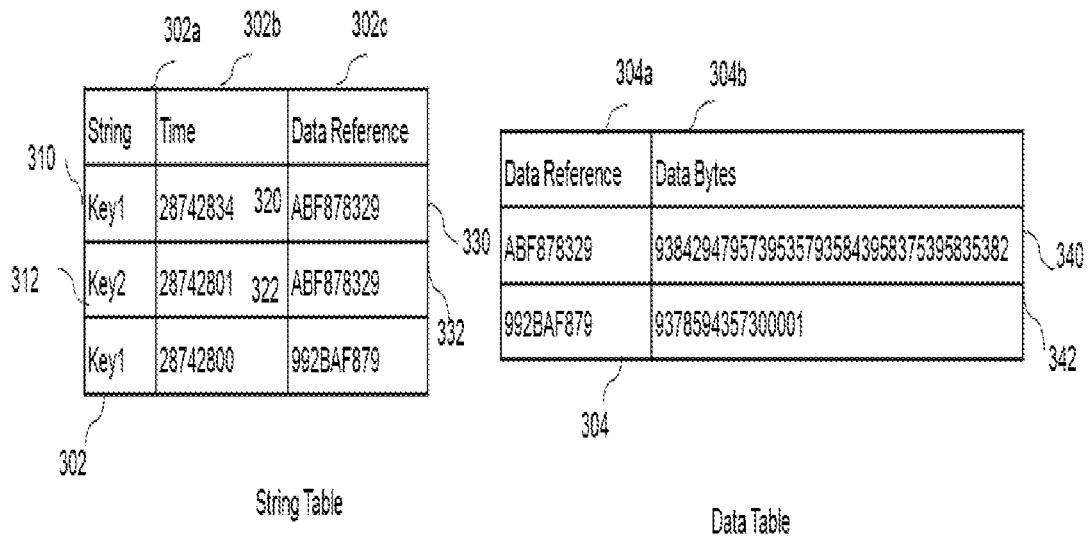 302a 302b 302c
304a 304b
String Time Data Reference
310
Key1 28742834 320 ABF878329
330
312
Key2 28742801 322 ABF878329
332
Key1 28742800 992BAF879
302
String Table
Data Reference Data Bytes
ABF878329
340
992BAF879 9378594357300001
342
304
Data Table